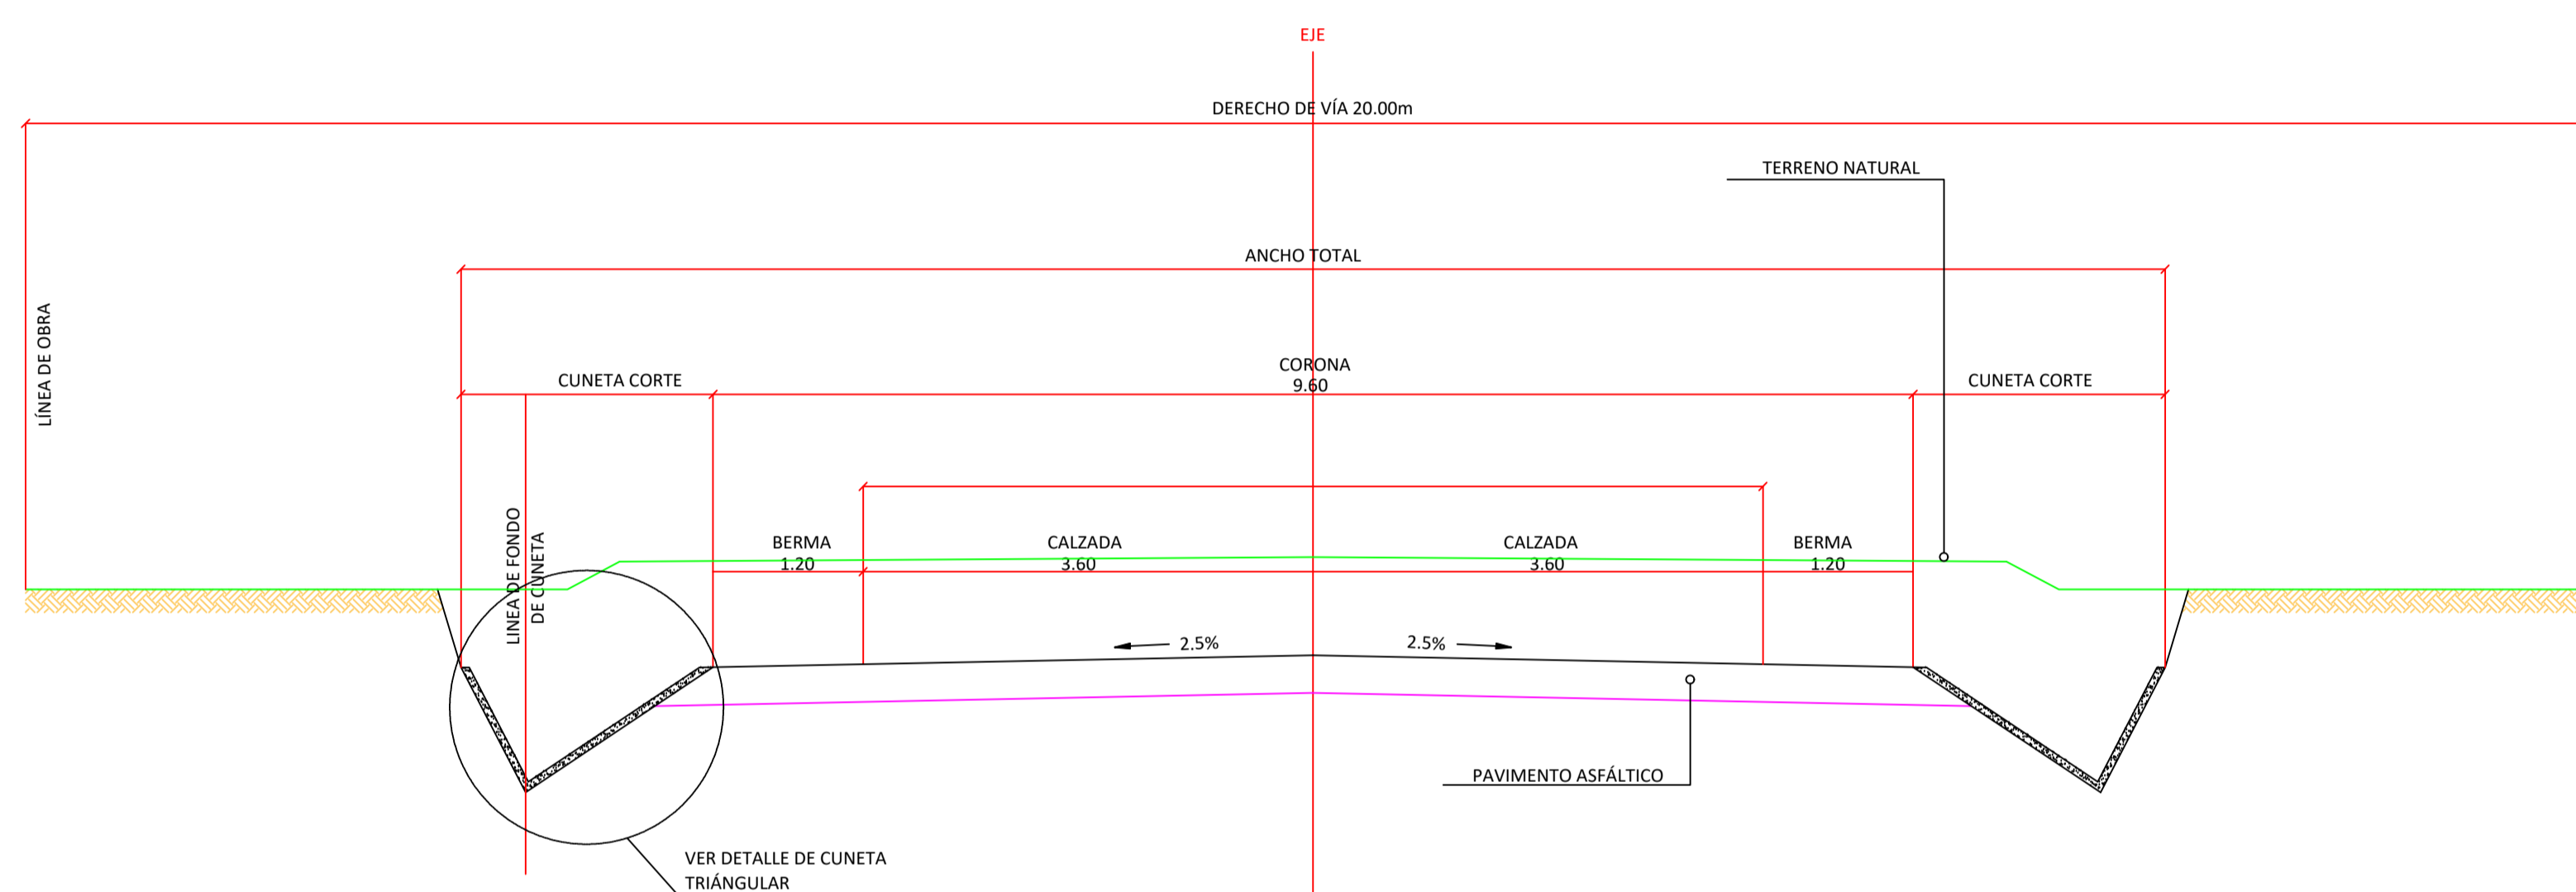 EJE
DERECHO DE VÍA 20.00m
TERRENO NATURAL
ANCHO TOTAL
LÍNEA DE OBRA
CUNETA CORTE
CORONA
9.60
CUNETA CORTE
LINEA DE FONDO
DE CUNETA
BERMA
1.20
CALZADA
3.60
CALZADA
3.60
BERMA
1.20
2.5%
2.5%
PAVIMENTO ASFÁLTICO
VER DETALLE DE CUNETA
TRIÁNGULAR